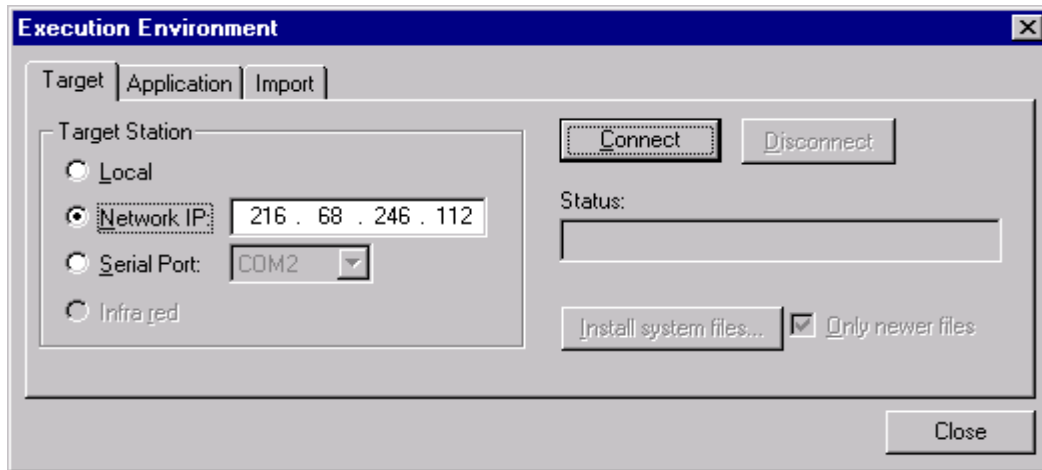 Execution Environment
Target Application Import
Target Station
Local
Network IP: 216 . 68 . 246 . 112
Serial Port: COM2
Infra red
Connect Disconnect
Status:
Install system files... Only newer files
Close